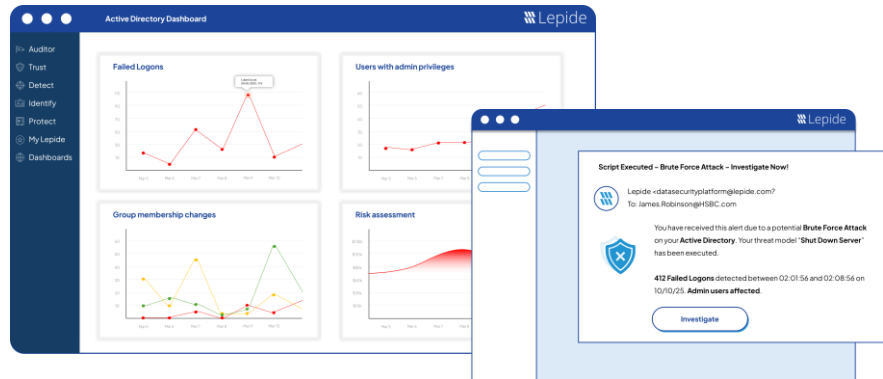 Active Directory Dashboard
Lepide
Auditor
Trust
Detect
Identify
Protect
My Lepide
Dashboards
Failed Logons
Users with admin privileges
Group membership changes
Risk assessment
Lepide
Script Executed – Brute Force Attack – Investigate Now!
Lepide <datasecurityplatform@lepide.com?
To: James.Robinson@HSBC.com
You have received this alert due to a potential Brute Force Attack
on your Active Directory. Your threat model "Shut Down Server"
has been executed.
412 Failed Logons detected between 02:01:56 and 02:08:56 on
10/10/25. Admin users affected.
Investigate